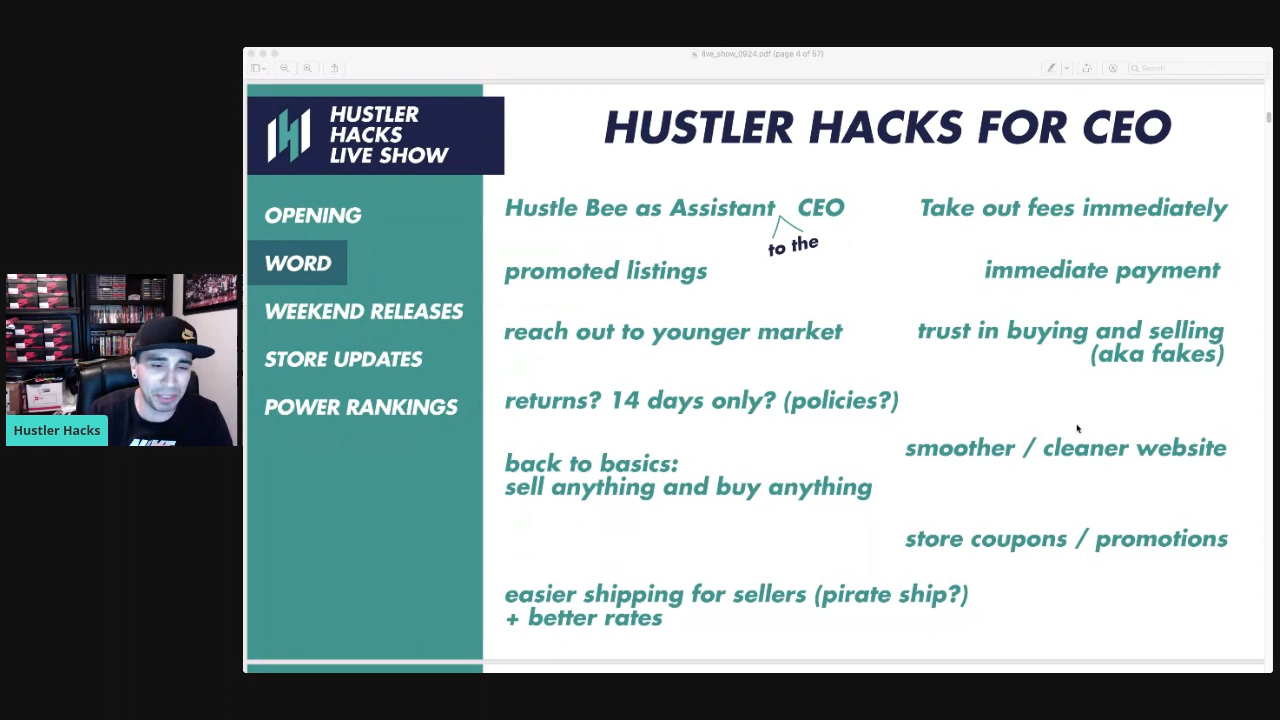 live_show_0924.pdf (page 4 of 57)
Search
HUSTLER
HACKS
LIVE SHOW
OPENING
WORD
WEEKEND RELEASES
STORE UPDATES
POWER RANKINGS
HUSTLER HACKS FOR CEO
Hustle Bee as Assistant CEO
to the
promoted listings
reach out to younger market
returns? 14 days only? (policies?)
back to basics:
sell anything and buy anything
easier shipping for sellers (pirate ship?)
+ better rates
Take out fees immediately
immediate payment
trust in buying and selling
(aka fakes)
smoother / cleaner website
store coupons / promotions
Hustler Hacks